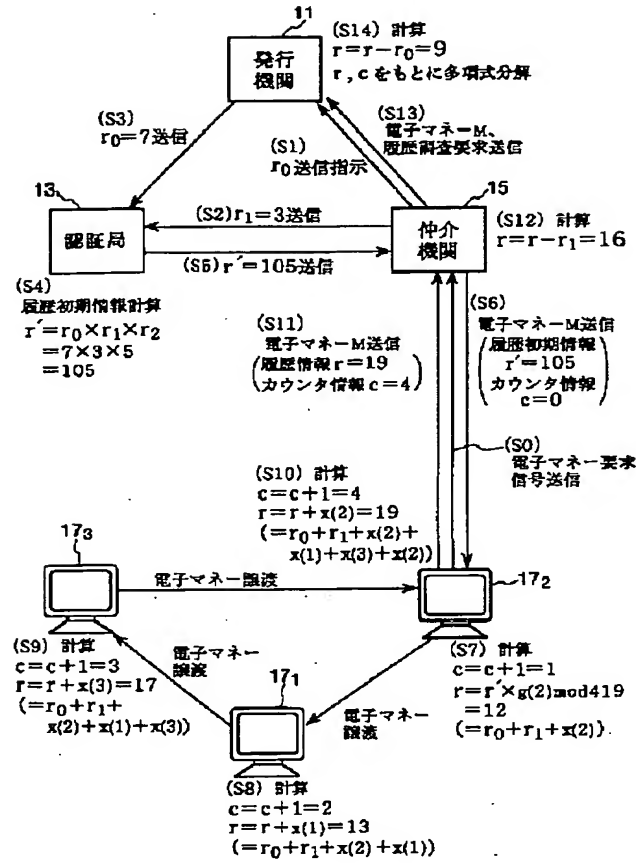 11
発行
機関
(S14) 計算
r=r-r₀=9
r,cをもとに多項式分解
(S3)
r₀=7送信
(S1)
r₀送信指示
(S13)
電子マネーM、
履歴調査要求送信
13
認証局
(S2)r₁=3送信
(S5)r'=105送信
15
仲介
機関
(S12) 計算
r=r-r₁=16
(S4)
履歴初期情報計算
r'=r₀×r₁×r₂
=7×3×5
=105
(S11)
電子マネーM送信
(履歴情報r=19
カウンタ情報c=4)
(S6)
電子マネーM送信
(履歴初期情報
r'=105
カウンタ情報
c=0)
(S0)
電子マネー要求
信号送信
(S10) 計算
c=c+1=4
r=r+x(2)=19
(=r₀+r₁+x(2)+
x(1)+x(3)+x(2))
17₃
電子マネー譲渡
17₂
(S9) 計算
c=c+1=3
r=r+x(3)=17
(=r₀+r₁+
x(2)+x(1)+x(3))
電子マネー
譲渡
17₁
電子マネー
譲渡
(S7) 計算
c=c+1=1
r=r'×g(2)mod419
=12
(=r₀+r₁+x(2))
(S8) 計算
c=c+1=2
r=r+x(1)=13
(=r₀+r₁+x(2)+x(1))